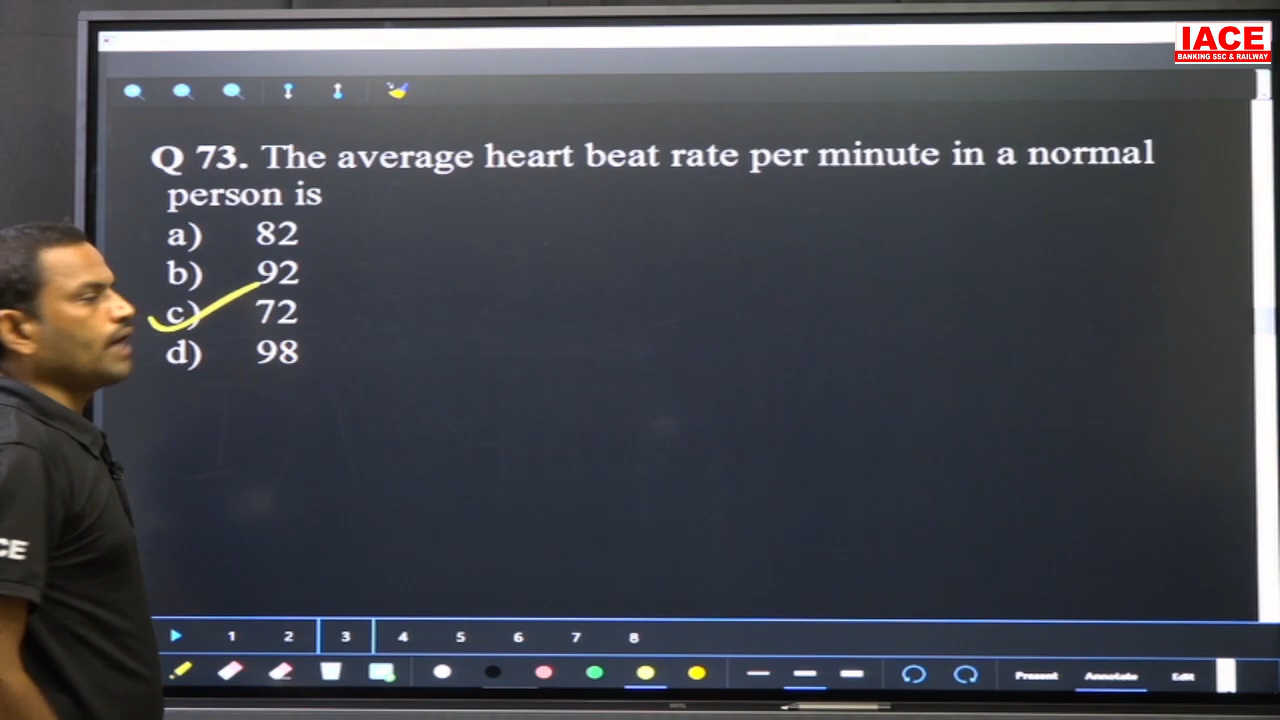 IACE
BANKING SSC & RAILWAY
Q 73. The average heart beat rate per minute in a normal
person is
a) 82
b) 92
c) 72
d) 98
CE
1 2 3 4 5 6 7 8
Present Annotate Edit